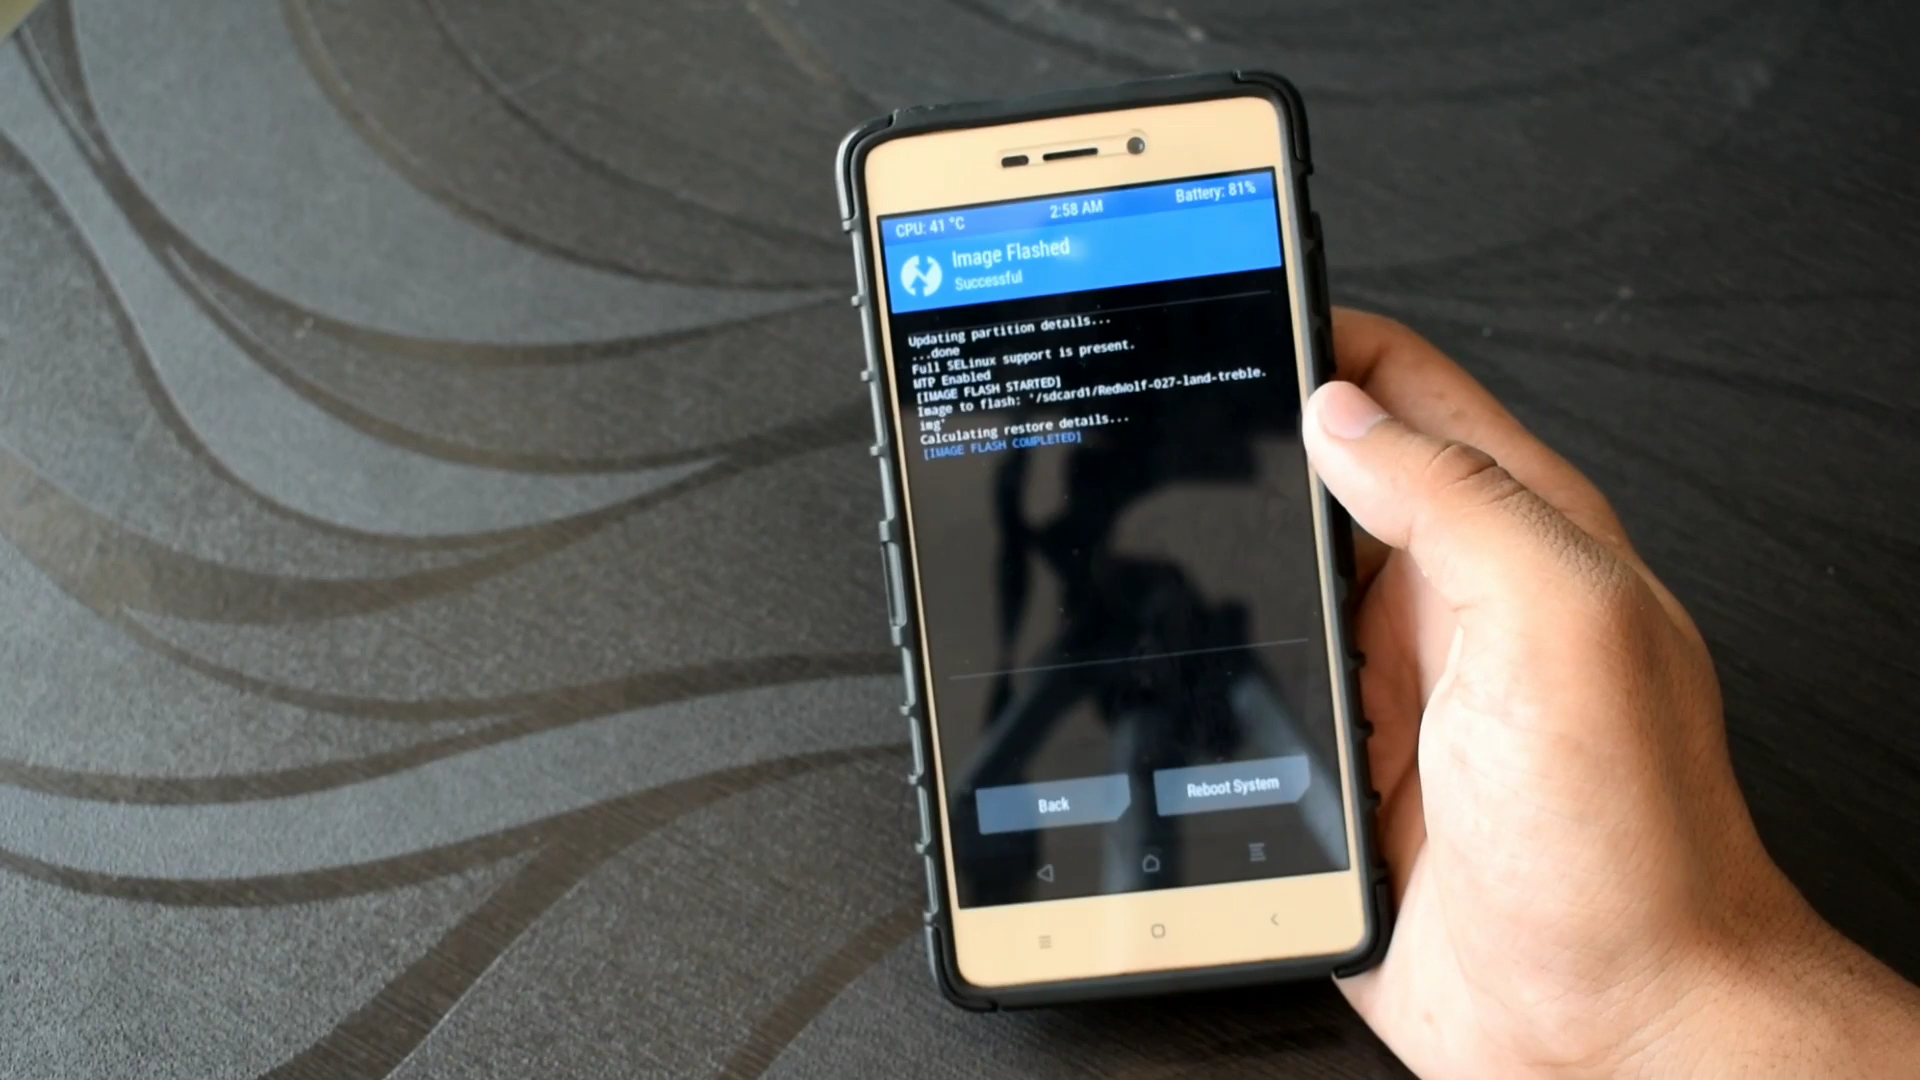 CPU: 41 °C 2:58 AM Battery: 81%
Image Flashed
Successful
Updating partition details...
...done
Full SELinux support is present.
MTP Enabled
[IMAGE FLASH STARTED]
Image to flash: '/sdcard1/RedWolf-027-land-treble.
img'
Calculating restore details...
[IMAGE FLASH COMPLETED]
Back Reboot System